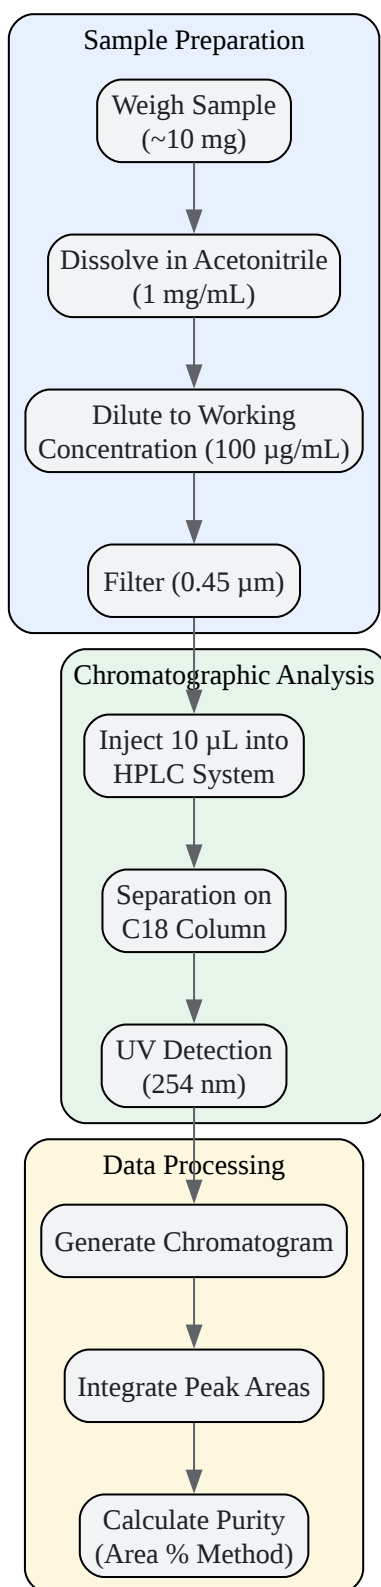 Sample Preparation
Weigh Sample
(~10 mg)
Dissolve in Acetonitrile
(1 mg/mL)
Dilute to Working
Concentration (100 µg/mL)
Filter (0.45 µm)
Chromatographic Analysis
Inject 10 µL into
HPLC System
Separation on
C18 Column
UV Detection
(254 nm)
Data Processing
Generate Chromatogram
Integrate Peak Areas
Calculate Purity
(Area % Method)